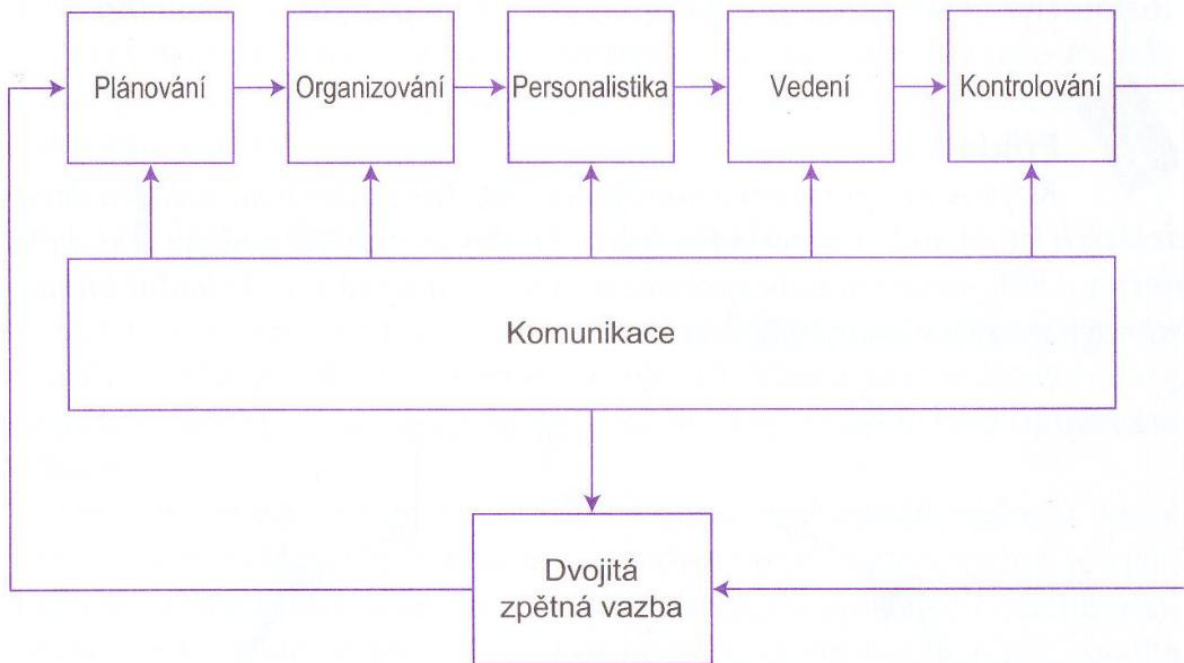 Plánování
Organizování
Personalistika
Vedení
Kontrolování
Komunikace
Dvojitá
zpětná vazba